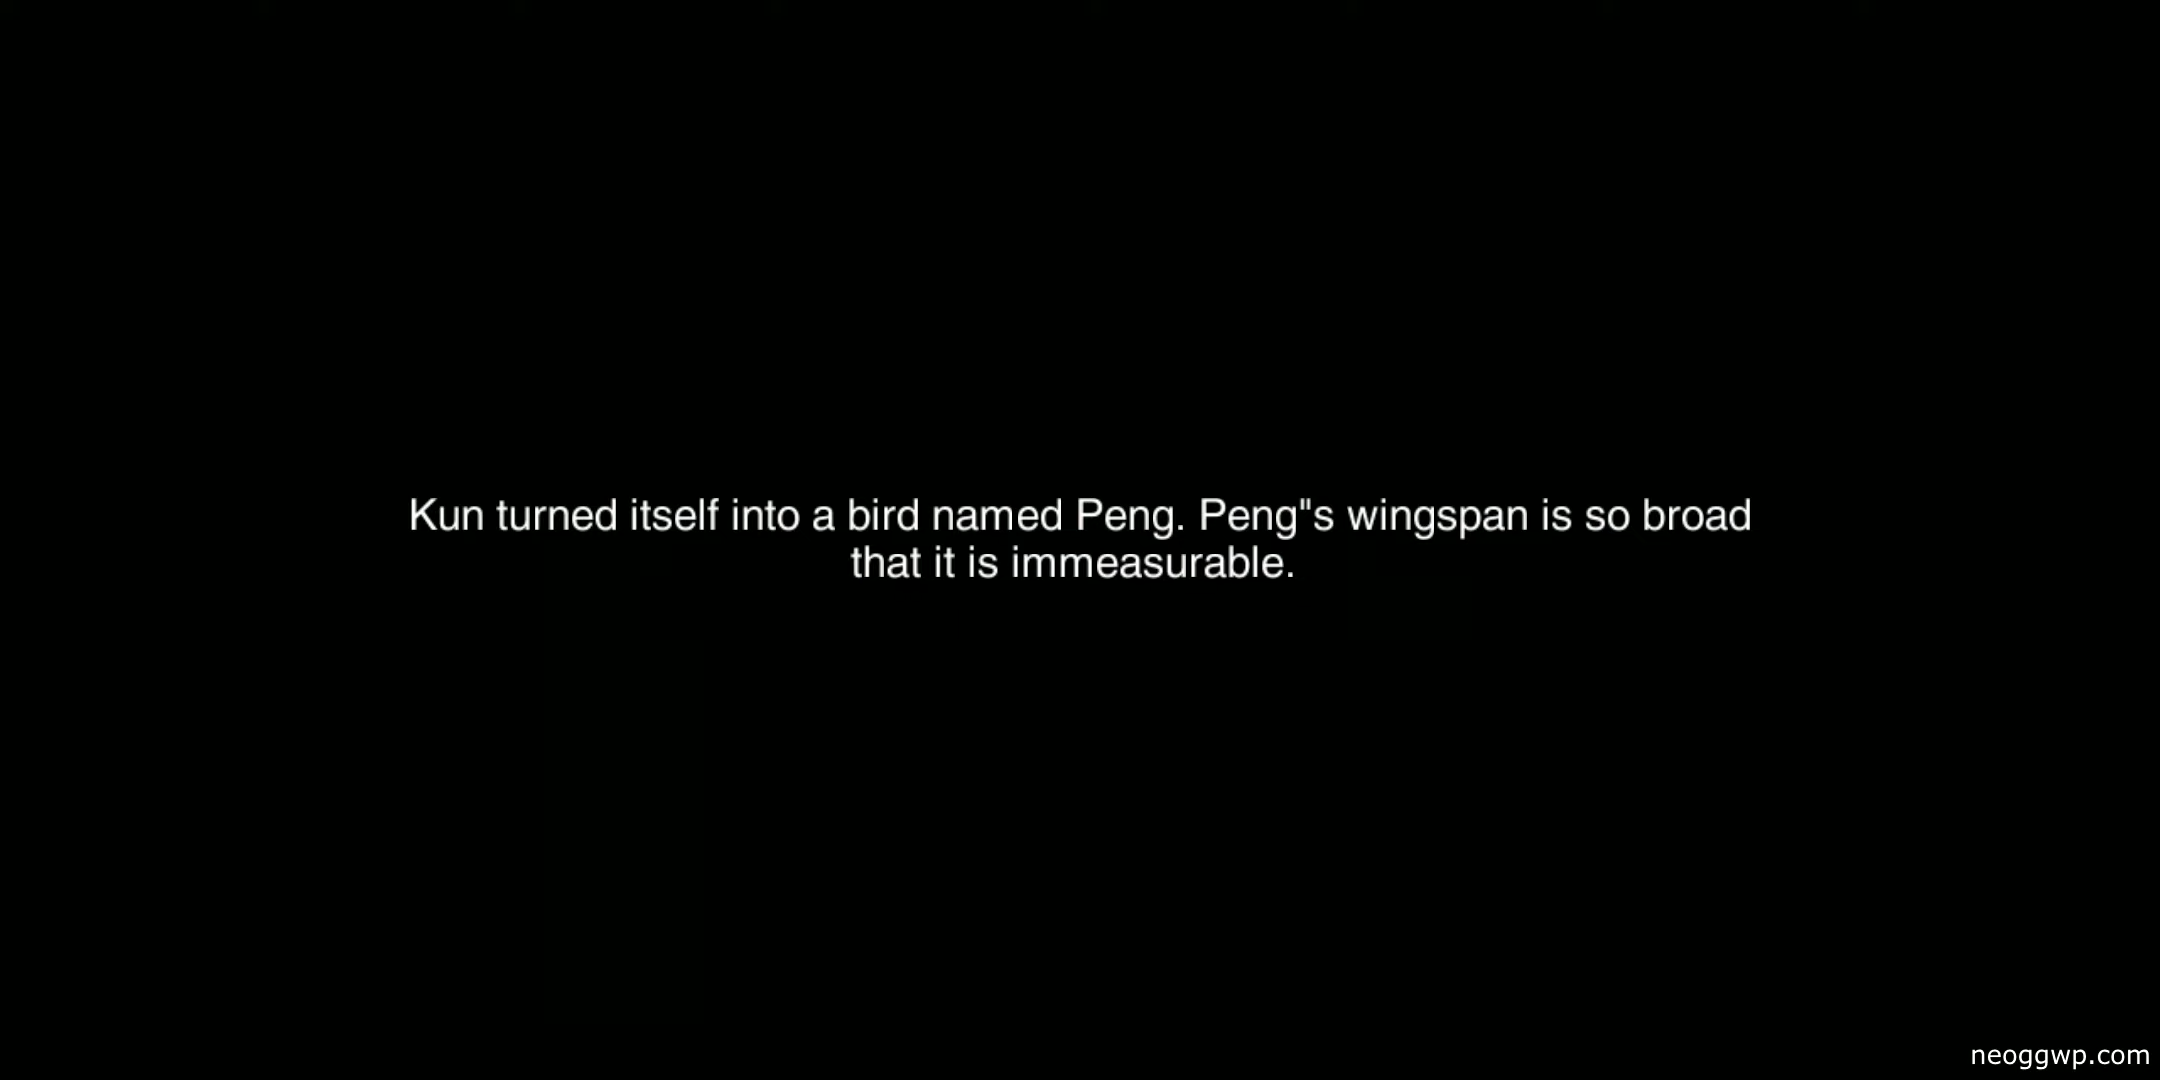 Kun turned itself into a bird named Peng. Peng"s wingspan is so broad
that it is immeasurable.
neoggwp.com